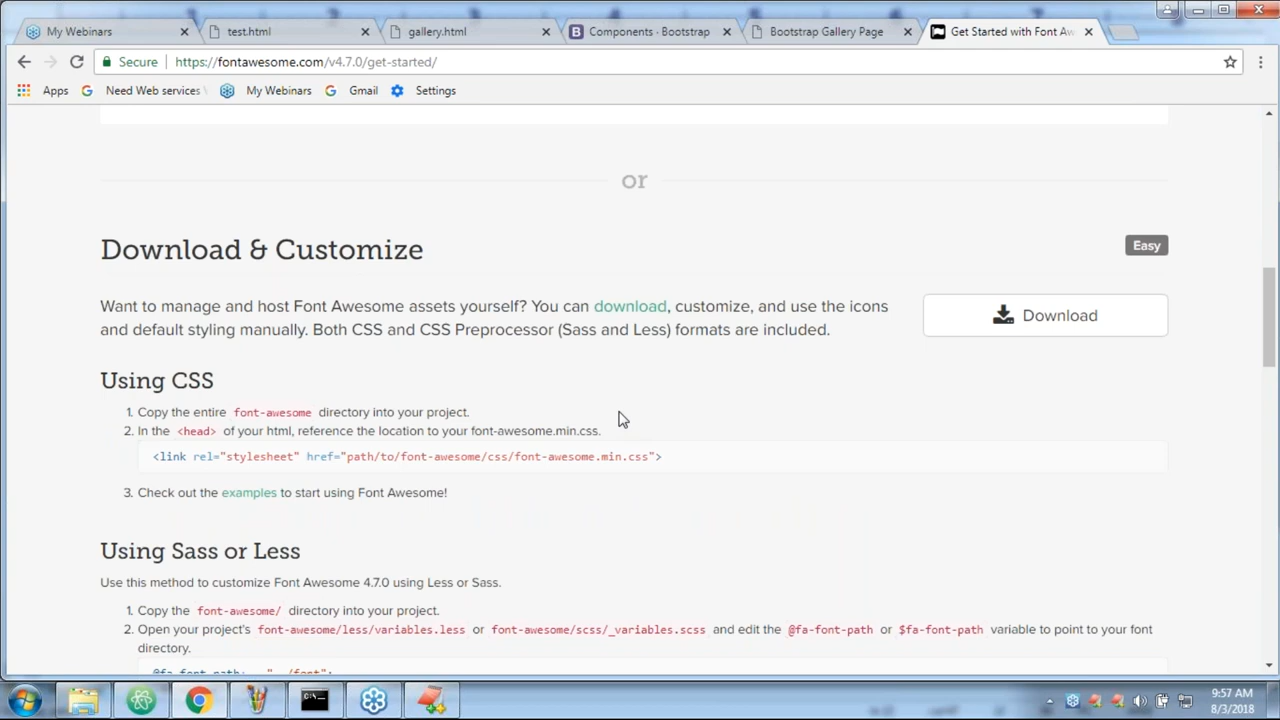 My Webinars
test.html
gallery.html
Components · Bootstrap
Bootstrap Gallery Page
Get Started with Font Aw
Secure
https://fontawesome.com/v4.7.0/get-started/
Apps
Need Web services
My Webinars
Gmail
Settings
or
Download & Customize
Easy
Want to manage and host Font Awesome assets yourself? You can download, customize, and use the icons
and default styling manually. Both CSS and CSS Preprocessor (Sass and Less) formats are included.
Download
Using CSS
1. Copy the entire font-awesome directory into your project.
2. In the <head> of your html, reference the location to your font-awesome.min.css.
<link rel="stylesheet" href="path/to/font-awesome/css/font-awesome.min.css">
3. Check out the examples to start using Font Awesome!
Using Sass or Less
Use this method to customize Font Awesome 4.7.0 using Less or Sass.
1. Copy the font-awesome/ directory into your project.
2. Open your project's font-awesome/less/variables.less or font-awesome/scss/_variables.scss and edit the @fa-font-path or $fa-font-path variable to point to your font
directory.
@fa-font-path: "../font";
9:57 AM
8/3/2018